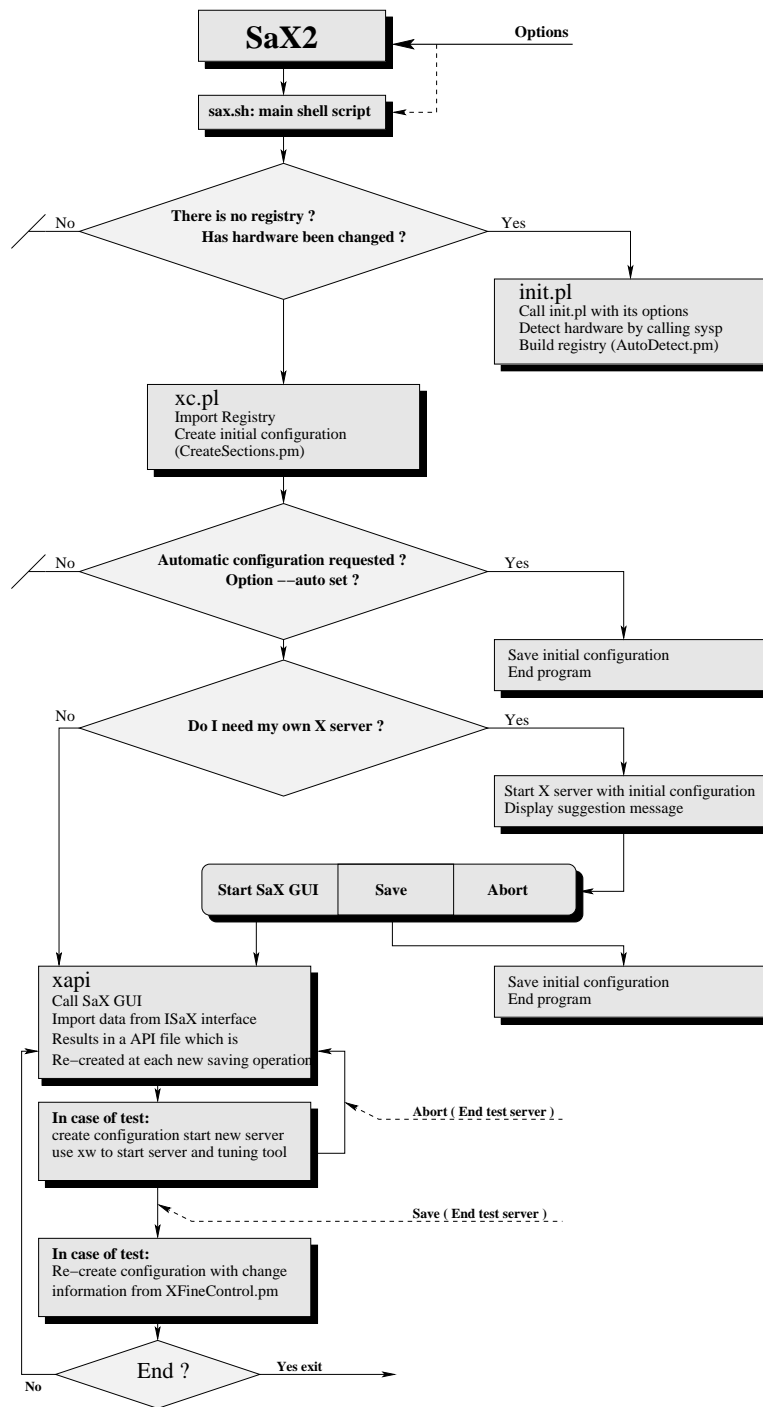 SaX2
Options
sax.sh: main shell script
There is no registry ?
Has hardware been changed ?
No
Yes
init.pl
Call init.pl with its options
Detect hardware by calling sysp
Build registry (AutoDetect.pm)
xc.pl
Import Registry
Create initial configuration
(CreateSections.pm)
Automatic configuration requested ?
Option −−auto set ?
No
Yes
Save initial configuration
End program
Do I need my own X server ?
No
Yes
Start X server with initial configuration
Display suggestion message
Start SaX GUI
Save
Abort
Save initial configuration
End program
xapi
Call SaX GUI
Import data from ISaX interface
Results in a API file which is
Re−created at each new saving operation
Abort ( End test server )
In case of test:
create configuration start new server
use xw to start server and tuning tool
Save ( End test server )
In case of test:
Re−create configuration with change
information from XFineControl.pm
End ?
Yes exit
No